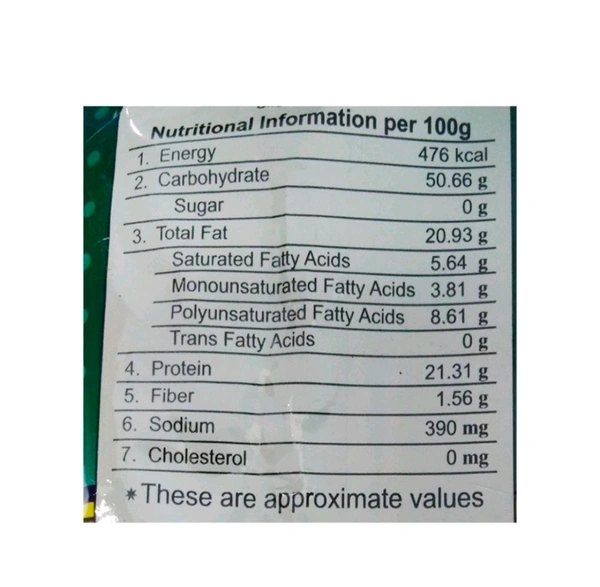 Nutritional Information per 100g
1. Energy 476 kcal
2. Carbohydrate 50.66 g
Sugar 0 g
3. Total Fat 20.93 g
Saturated Fatty Acids 5.64 g
Monounsaturated Fatty Acids 3.81 g
Polyunsaturated Fatty Acids 8.61 g
Trans Fatty Acids 0 g
4. Protein 21.31 g
5. Fiber 1.56 g
6. Sodium 390 mg
7. Cholesterol 0 mg
* These are approximate values